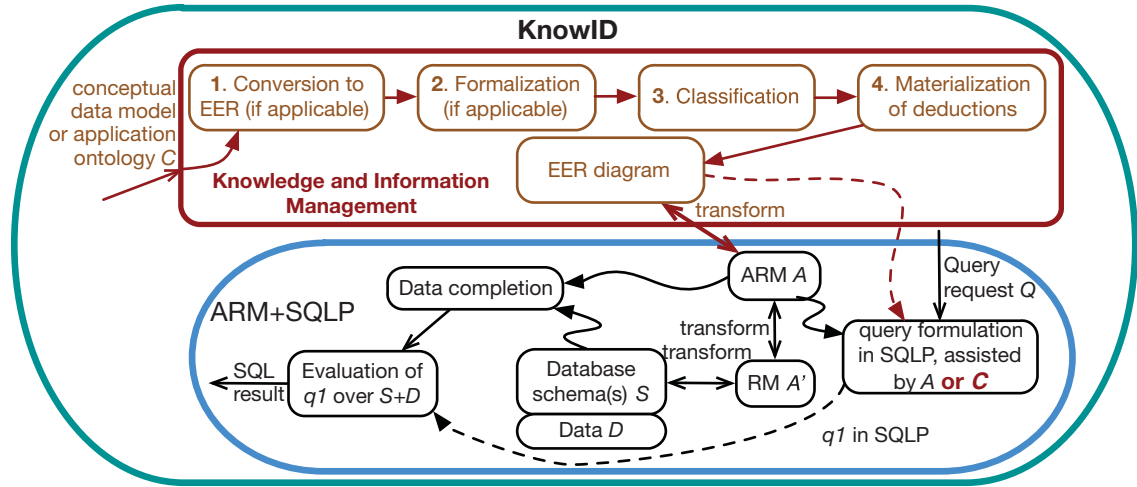 KnowID
conceptual
data model
or application
ontology C
1. Conversion to
EER (if applicable)
2. Formalization
(if applicable)
3. Classification
4. Materialization
of deductions
EER diagram
Knowledge and Information
Management
transform
ARM+SQLP
Data completion
ARM A
Query
request Q
transform
transform
query formulation
in SQLP, assisted
by A or C
SQL
result
Evaluation of
q1 over S+D
Database
schema(s) S
RM A'
Data D
q1 in SQLP